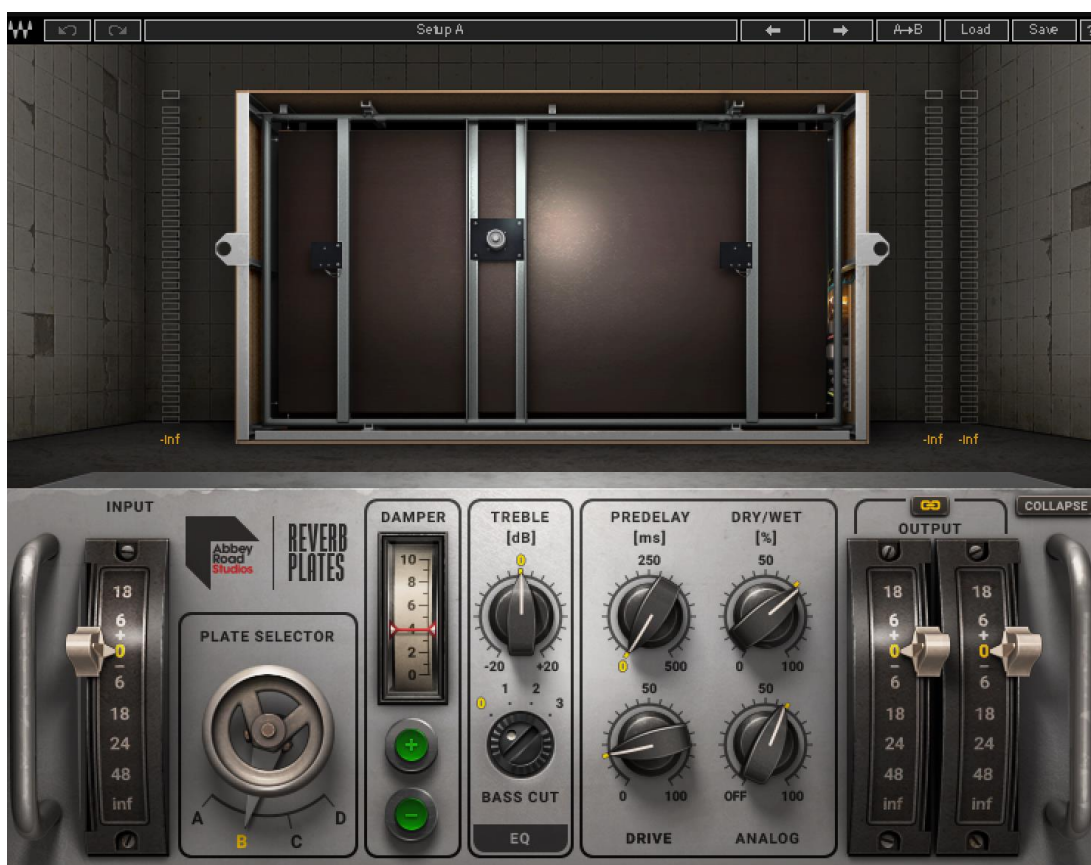 Setup A
A→B
Load
Save
?
-Inf
-Inf
-Inf
INPUT
18
6
+
0
–
6
18
24
48
inf
Abbey
Road
Studios
REVERB
PLATES
PLATE SELECTOR
A
B
C
D
DAMPER
10
8
6
4
2
0
+
−
TREBLE
[dB]
0
-20
+20
0
1
2
3
BASS CUT
EQ
PREDELAY
[ms]
250
0
500
DRY/WET
[%]
50
0
100
50
0
100
DRIVE
50
OFF
100
ANALOG
COLLAPSE
OUTPUT
18
6
+
0
–
6
18
24
48
inf
18
6
+
0
–
6
18
24
48
inf